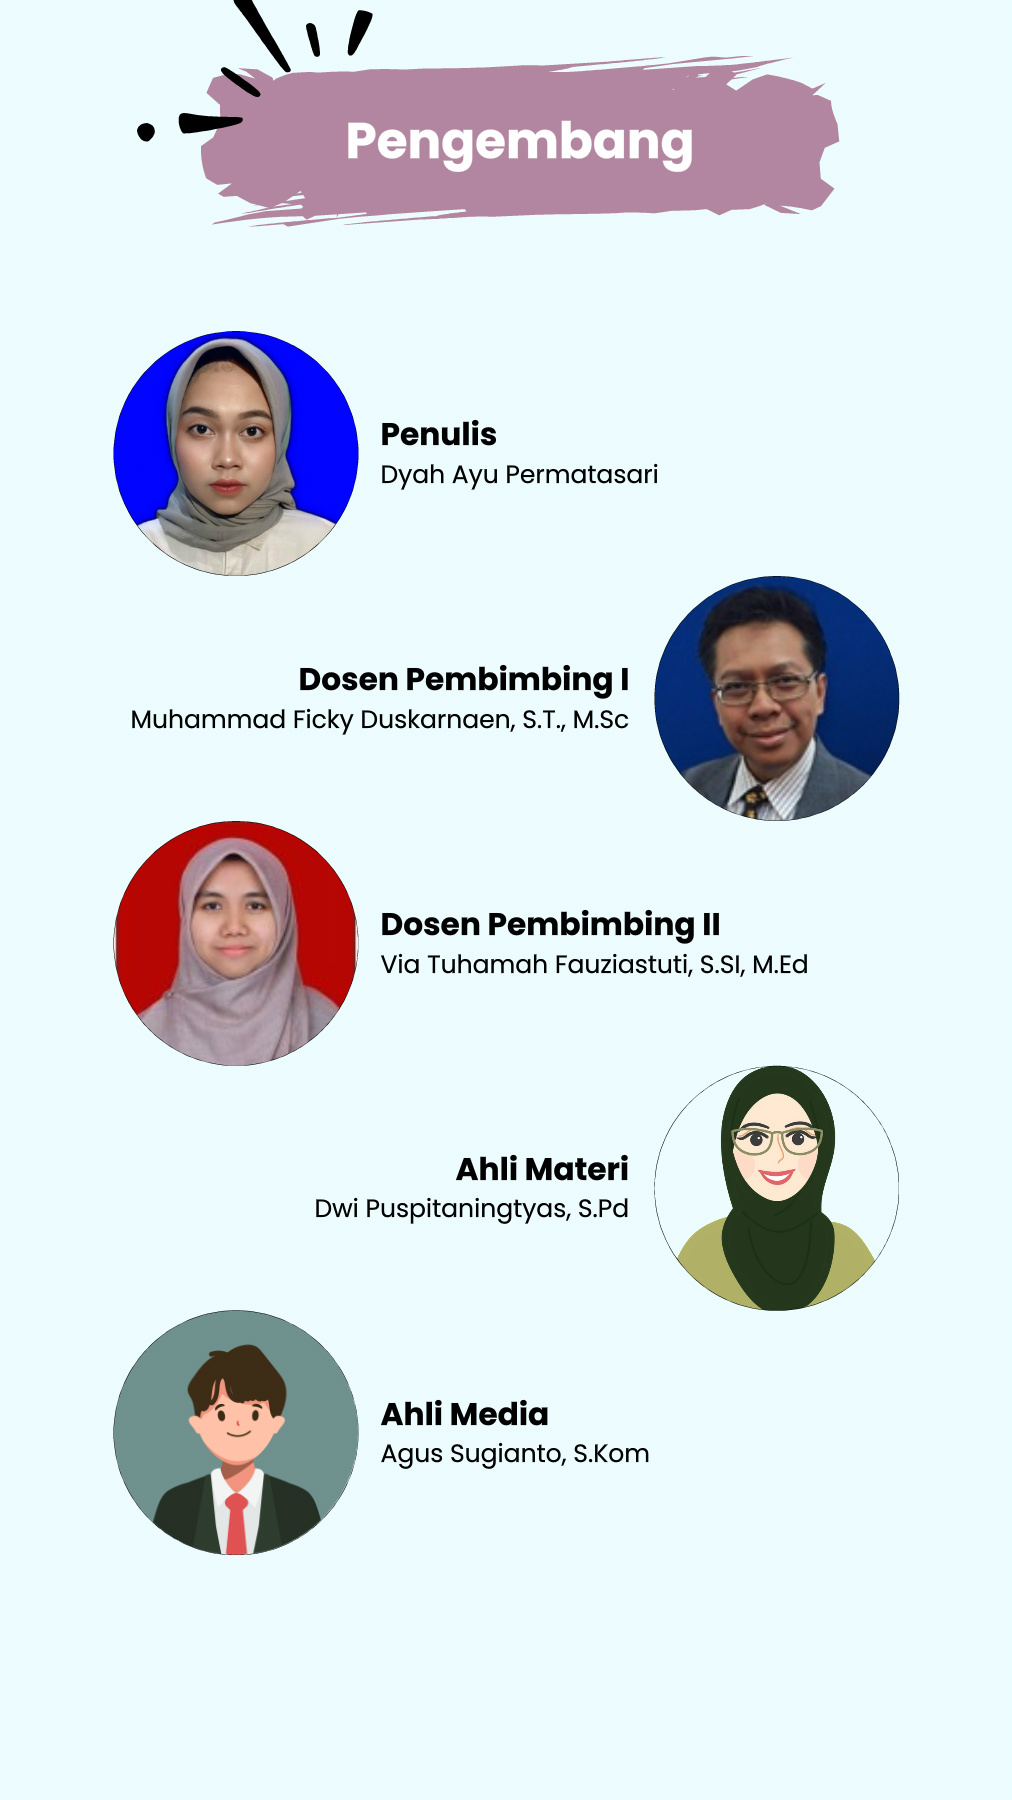 Pengembang
Penulis
Dyah Ayu Permatasari
Dosen Pembimbing I
Muhammad Ficky Duskarnaen, S.T., M.Sc
Dosen Pembimbing II
Via Tuhamah Fauziastuti, S.SI, M.Ed
Ahli Materi
Dwi Puspitaningtyas, S.Pd
Ahli Media
Agus Sugianto, S.Kom